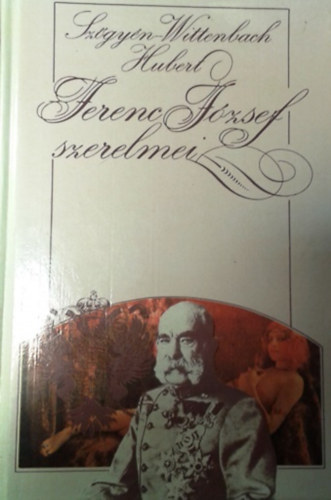 Szögyén-Wittenbach
Hubert
Ferenc József
szerelmei